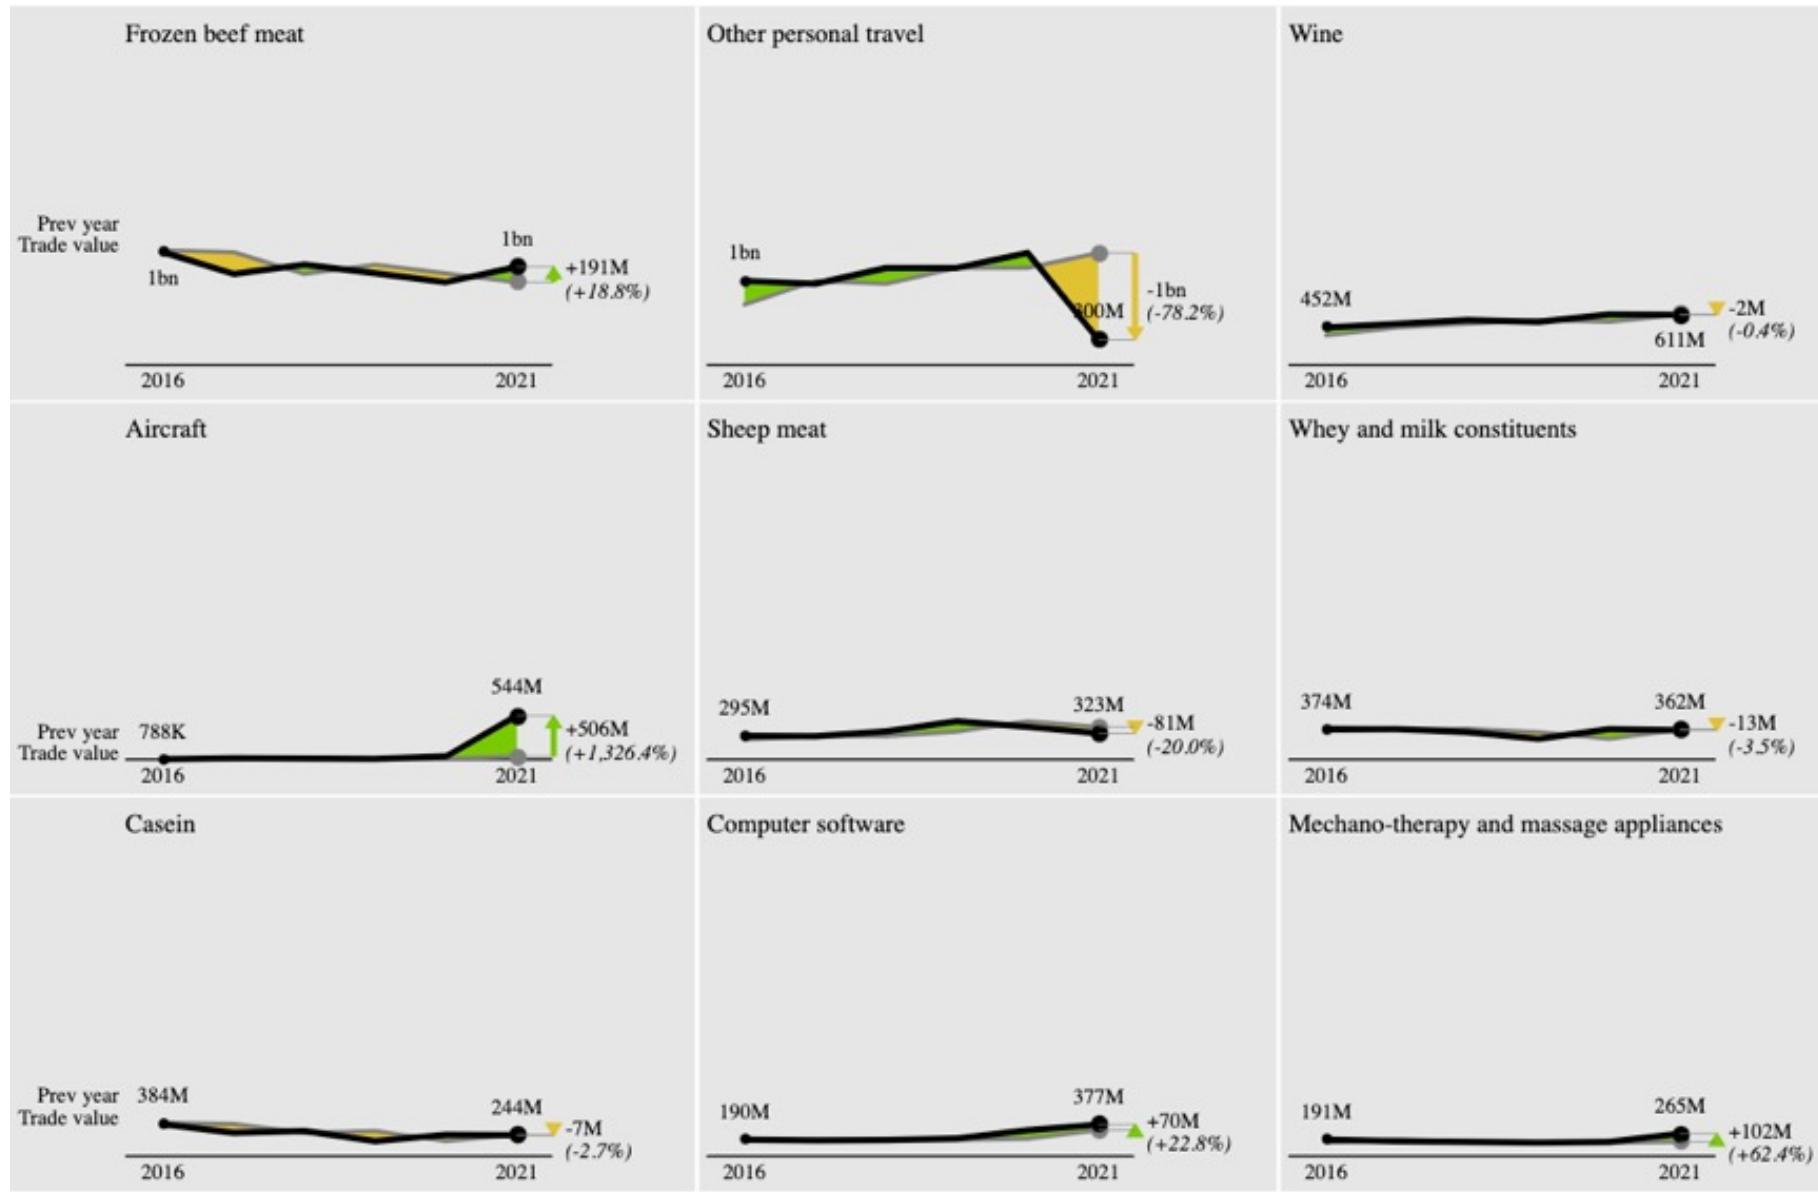 Frozen beef meat
Prev year
Trade value
1bn
1bn
+191M
(+18.8%)
2016
2021
Other personal travel
1bn
300M
-1bn
(-78.2%)
2016
2021
Wine
452M
611M
-2M
(-0.4%)
2016
2021
Aircraft
Prev year
Trade value
788K
544M
+506M
(+1,326.4%)
2016
2021
Sheep meat
295M
323M
-81M
(-20.0%)
2016
2021
Whey and milk constituents
374M
362M
-13M
(-3.5%)
2016
2021
Casein
Prev year
Trade value
384M
244M
-7M
(-2.7%)
2016
2021
Computer software
190M
377M
+70M
(+22.8%)
2016
2021
Mechano-therapy and massage appliances
191M
265M
+102M
(+62.4%)
2016
2021